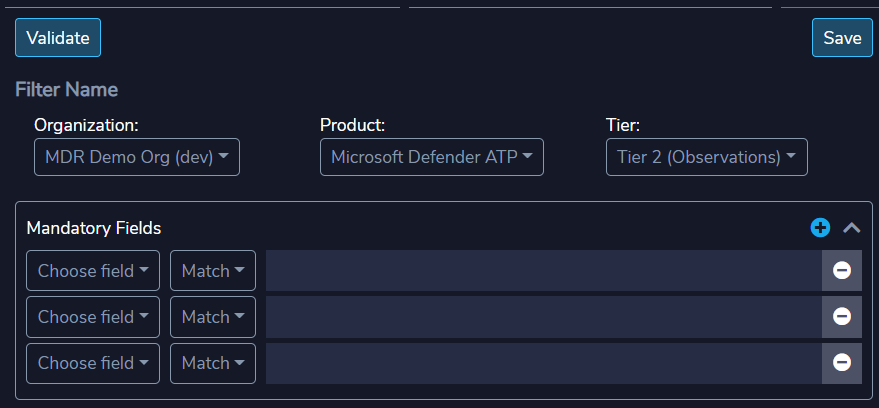 Validate Save
Filter Name
Organization: Product: Tier:
MDR Demo Org (dev) Microsoft Defender ATP Tier 2 (Observations)
Mandatory Fields
Choose field Match
Choose field Match
Choose field Match